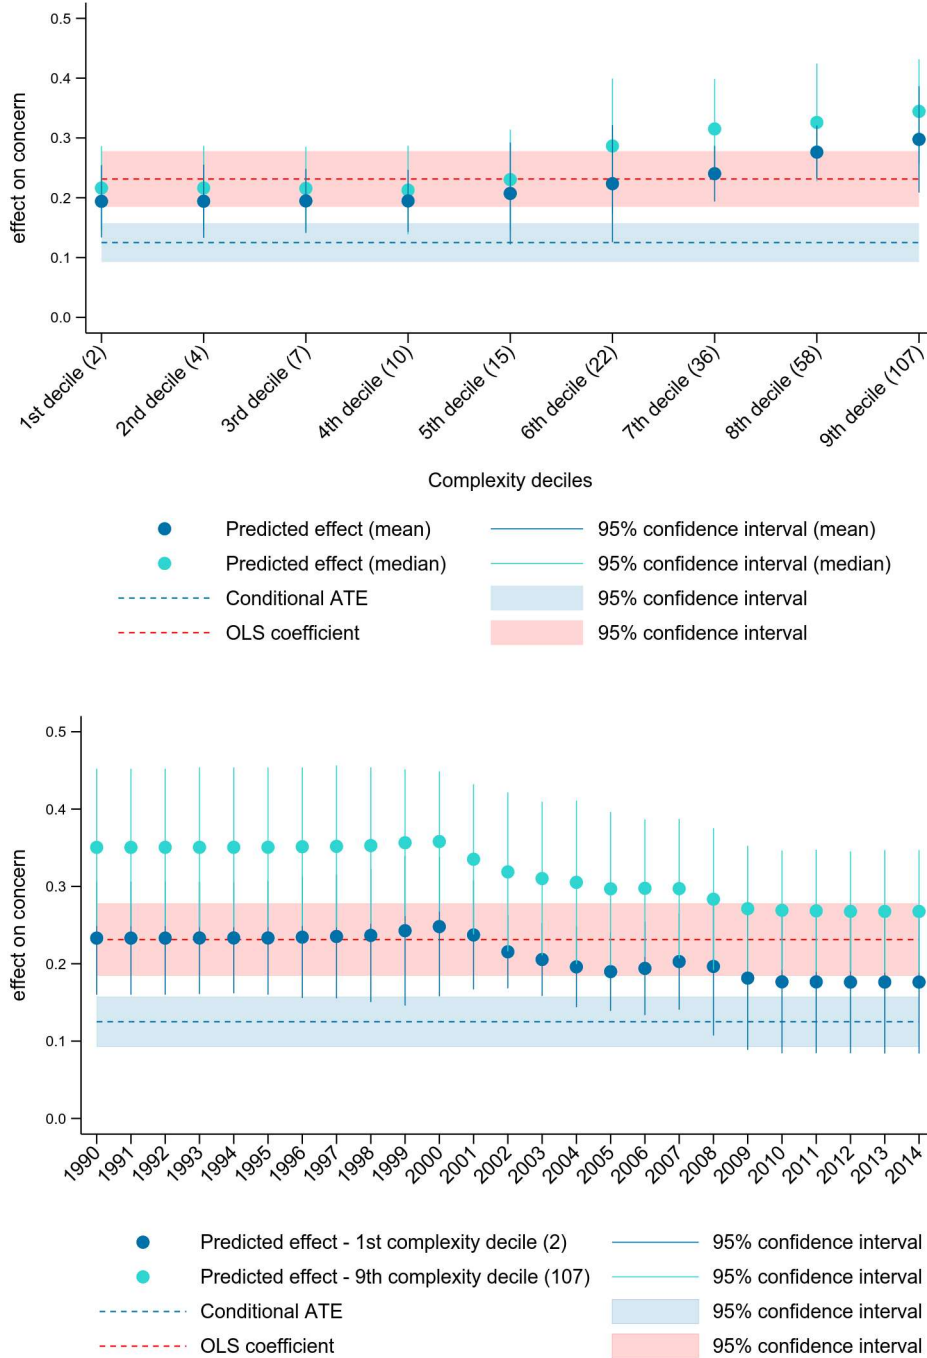 0.5
0.4
0.3
0.2
0.1
0.0
effect on concern
1st decile (2)
2nd decile (4)
3rd decile (7)
4th decile (10)
5th decile (15)
6th decile (22)
7th decile (36)
8th decile (58)
9th decile (107)
Complexity deciles
Predicted effect (mean) 95% confidence interval (mean)
Predicted effect (median) 95% confidence interval (median)
Conditional ATE 95% confidence interval
OLS coefficient 95% confidence interval
0.5
0.4
0.3
0.2
0.1
0.0
effect on concern
1990
1991
1992
1993
1994
1995
1996
1997
1998
1999
2000
2001
2002
2003
2004
2005
2006
2007
2008
2009
2010
2011
2012
2013
2014
Predicted effect - 1st complexity decile (2) 95% confidence interval
Predicted effect - 9th complexity decile (107) 95% confidence interval
Conditional ATE 95% confidence interval
OLS coefficient 95% confidence interval